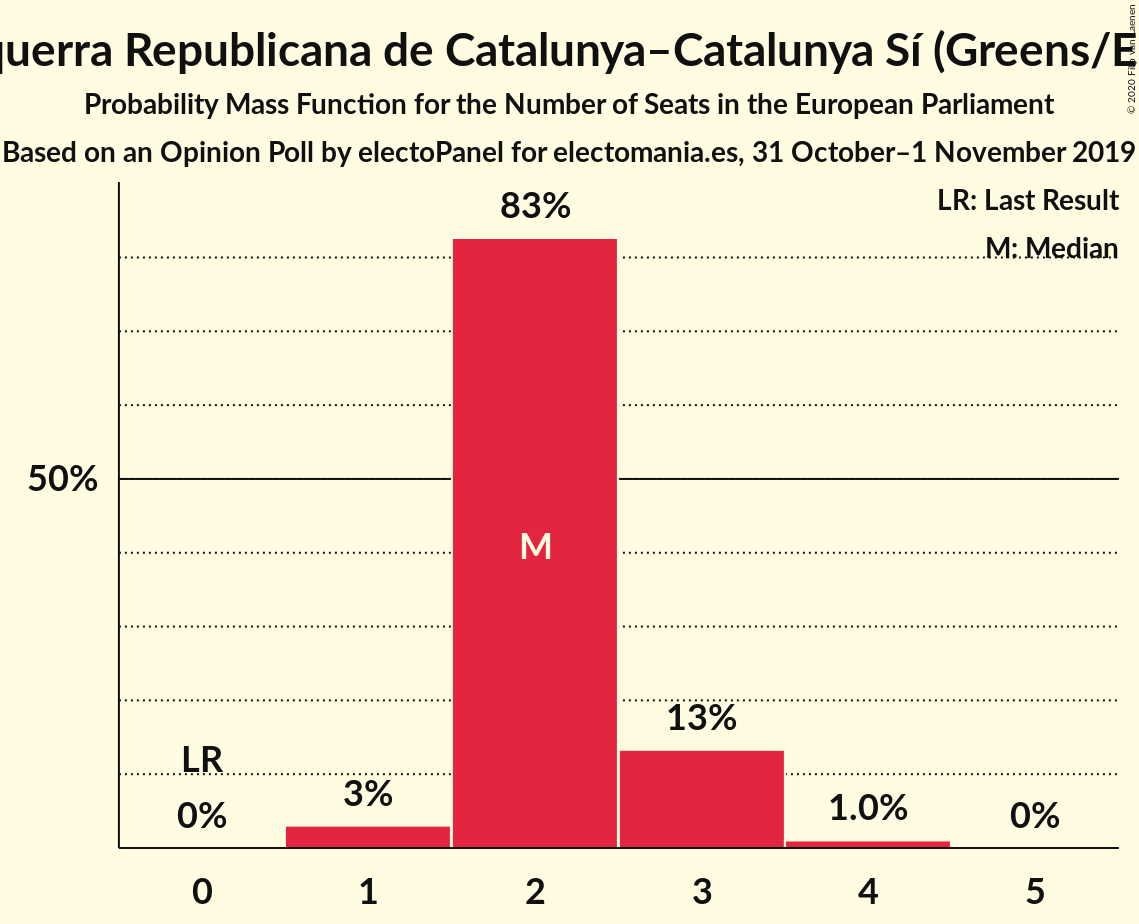 querra Republicana de Catalunya–Catalunya Sí (Greens/E
Probability Mass Function for the Number of Seats in the European Parliament
Based on an Opinion Poll by electoPanel for electomania.es, 31 October–1 November 2019
© 2020 Filip van Laenen
LR: Last Result
M: Median
83%
50%
M
13%
LR
3%
1.0%
0%
0%
0 1 2 3 4 5